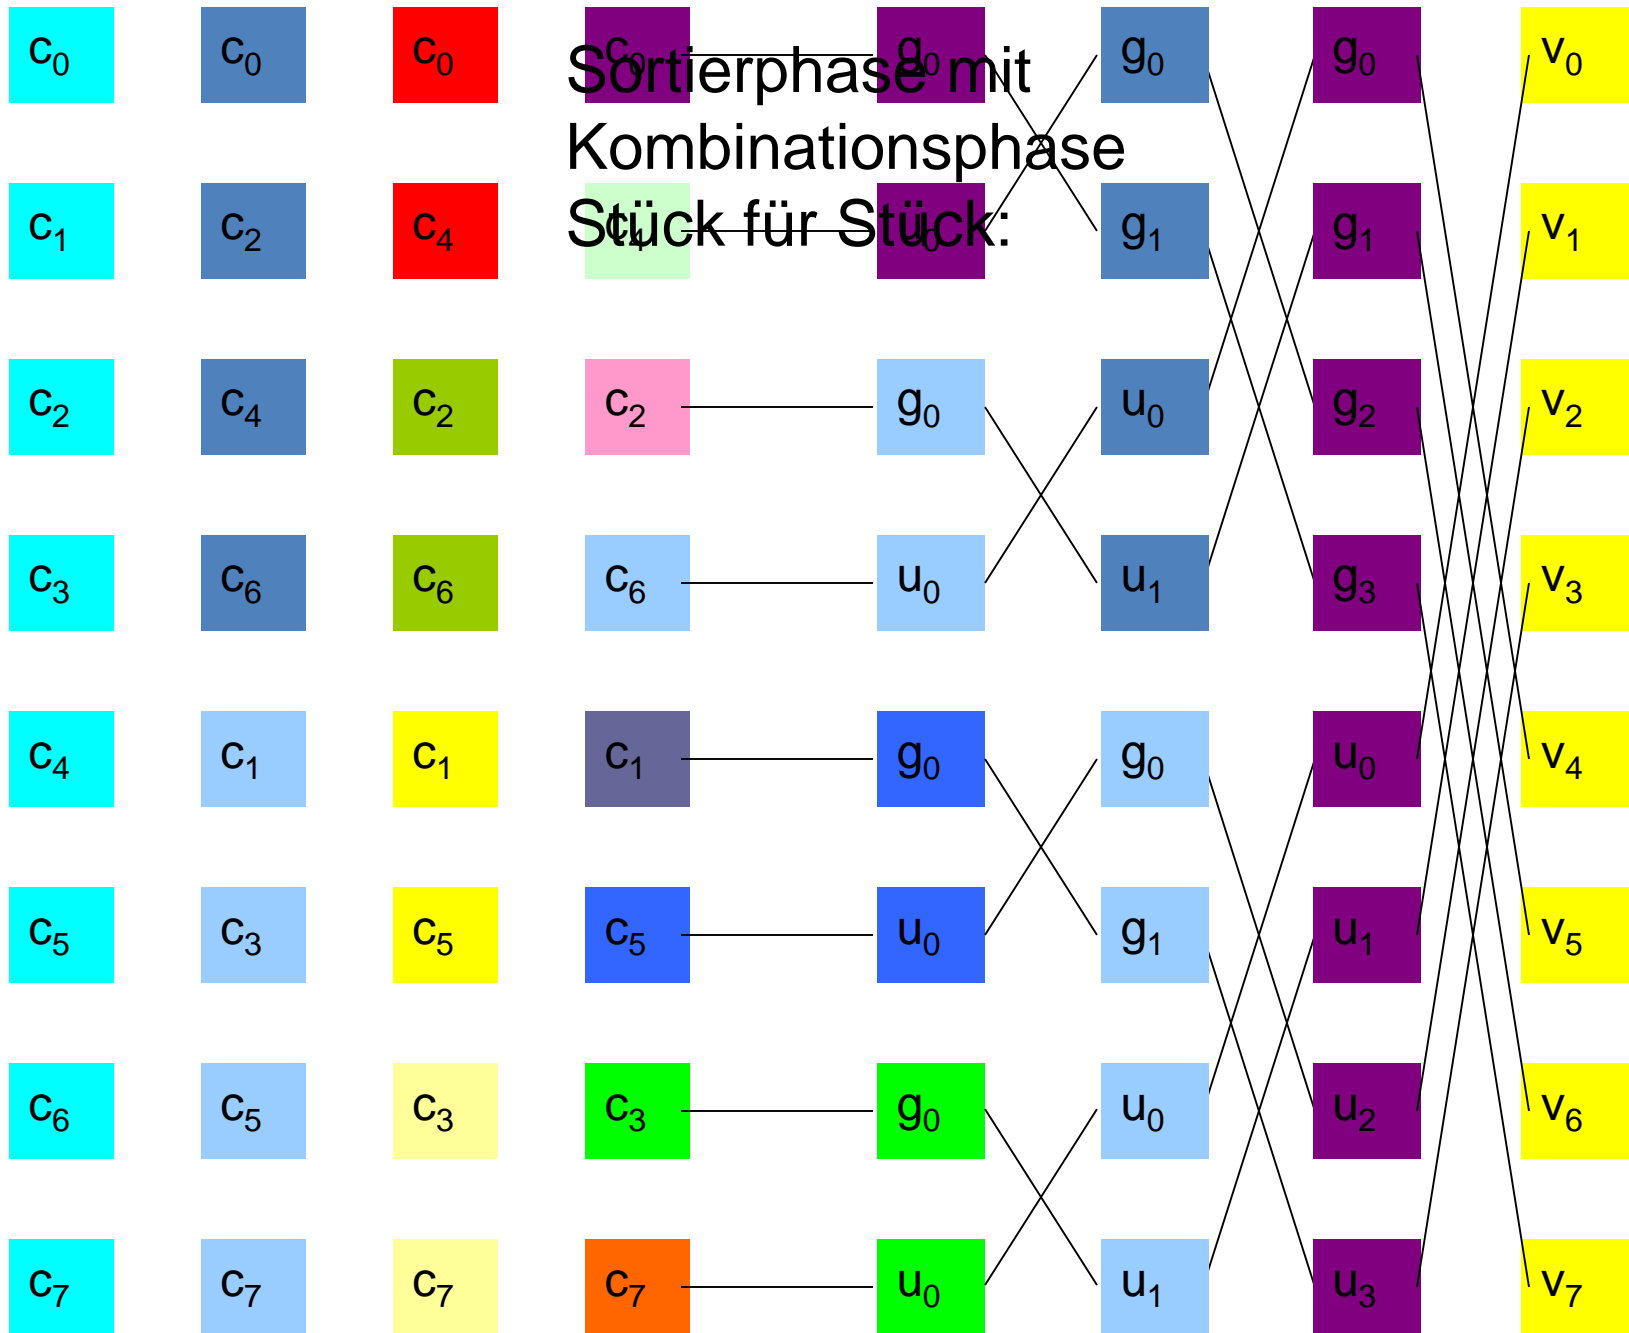 Sortierphase mit
Kombinationsphase
Stück für Stück:
c0 c0 c0 c0 g0 g0 g0 v0
c1 c2 c4 c4 u0 g1 g1 v1
c2 c4 c2 c2 g0 u0 g2 v2
c3 c6 c6 c6 u0 u1 g3 v3
c4 c1 c1 c1 g0 g0 u0 v4
c5 c3 c5 c5 u0 g1 u1 v5
c6 c5 c3 c3 g0 u0 u2 v6
c7 c7 c7 c7 u0 u1 u3 v7